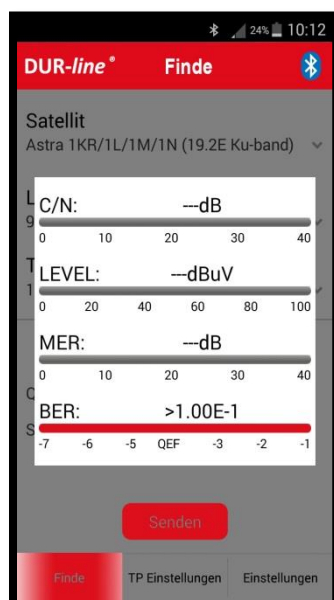 24% 10:12
DUR-line® Finde
Satellit
Astra 1KR/1L/1M/1N (19.2E Ku-band)
L
9
C/N: ---dB
0 10 20 30 40
T
1
LEVEL: ---dBuV
0 20 40 60 80 100
MER: ---dB
0 10 20 30 40
Q
BER: >1.00E-1
S
-7 -6 -5 QEF -3 -2 -1
Senden
Finde TP Einstellungen Einstellungen